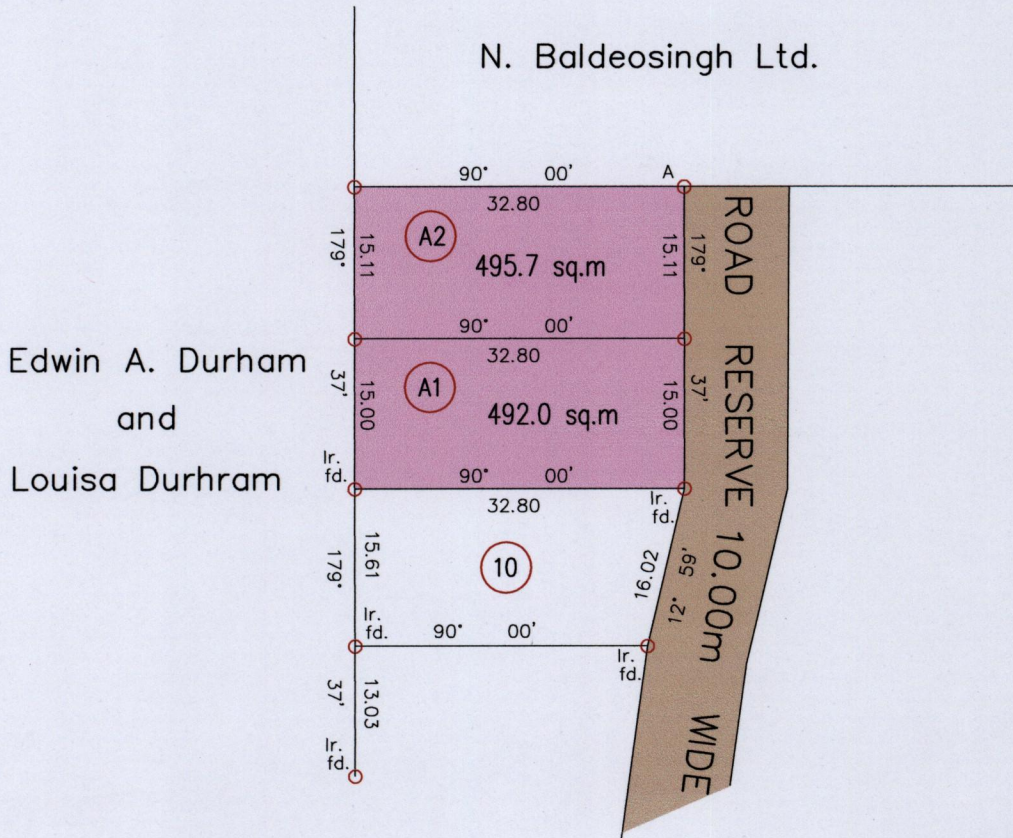 N. Baldeosingh Ltd.
90° 00' A
32.80
A2
179°
15.11
495.7 sq.m
15.11
179°
90° 00'
32.80
Edwin A. Durham
and
Louisa Durhram
A1
37'
15.00
492.0 sq.m
15.00
37'
Ir.
fd.
90° 00'
32.80
Ir.
fd.
ROAD RESERVE 10.00m WIDE
179°
15.61
10
16.02
12° 59'
Ir.
fd.
90° 00'
Ir.
fd.
37'
13.03
Ir.
fd.